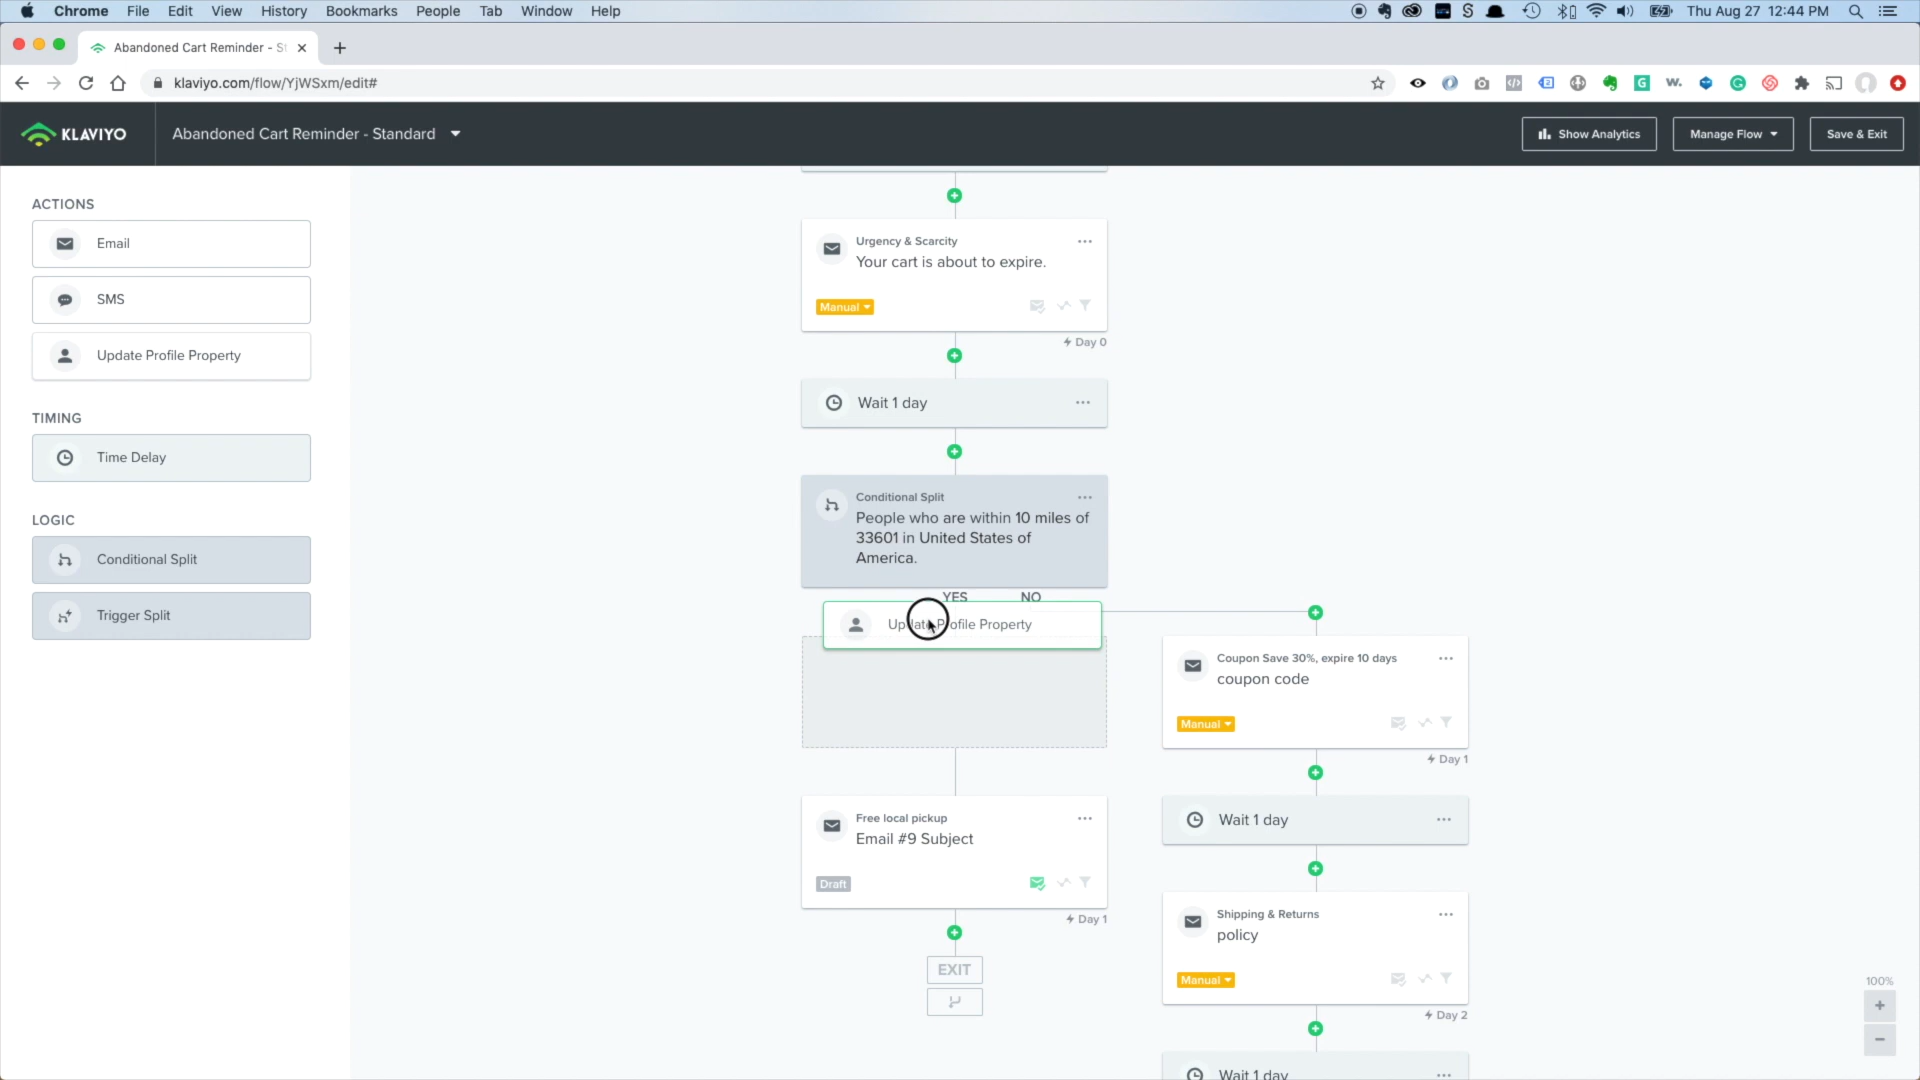 Chrome File Edit View History Bookmarks People Tab Window Help
Thu Aug 27 12:44 PM
Abandoned Cart Reminder - St
klaviyo.com/flow/YjWSxm/edit#
KLAVIYO
Abandoned Cart Reminder - Standard
Show Analytics
Manage Flow
Save & Exit
ACTIONS
Email
SMS
Update Profile Property
TIMING
Time Delay
LOGIC
Conditional Split
Trigger Split
Urgency & Scarcity
Your cart is about to expire.
Manual
Day 0
Wait 1 day
Conditional Split
People who are within 10 miles of
33601 in United States of
America.
YES NO
Update Profile Property
Free local pickup
Email #9 Subject
Draft
Day 1
EXIT
Coupon Save 30%, expire 10 days
coupon code
Manual
Day 1
Wait 1 day
Shipping & Returns
policy
Manual
Day 2
Wait 1 day
100%